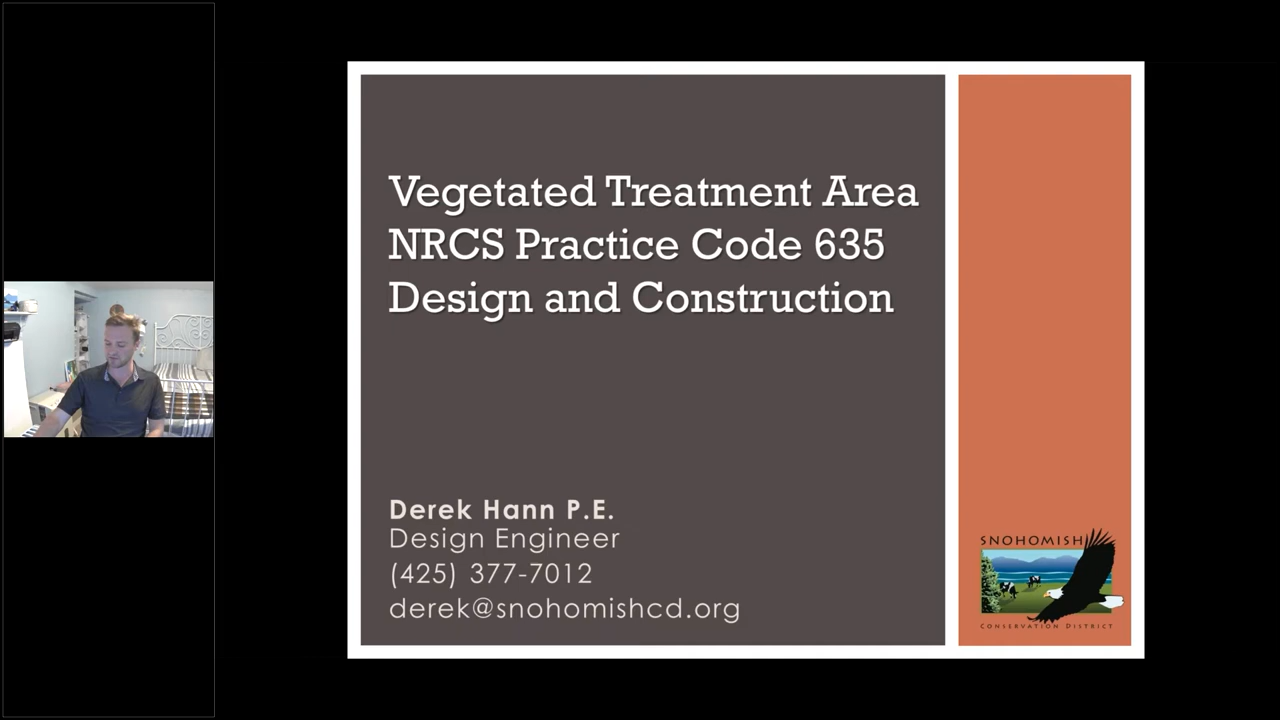 Vegetated Treatment Area
NRCS Practice Code 635
Design and Construction
Derek Hann P.E.
Design Engineer
(425) 377-7012
derek@snohomishcd.org
SNOHOMISH
CONSERVATION DISTRICT